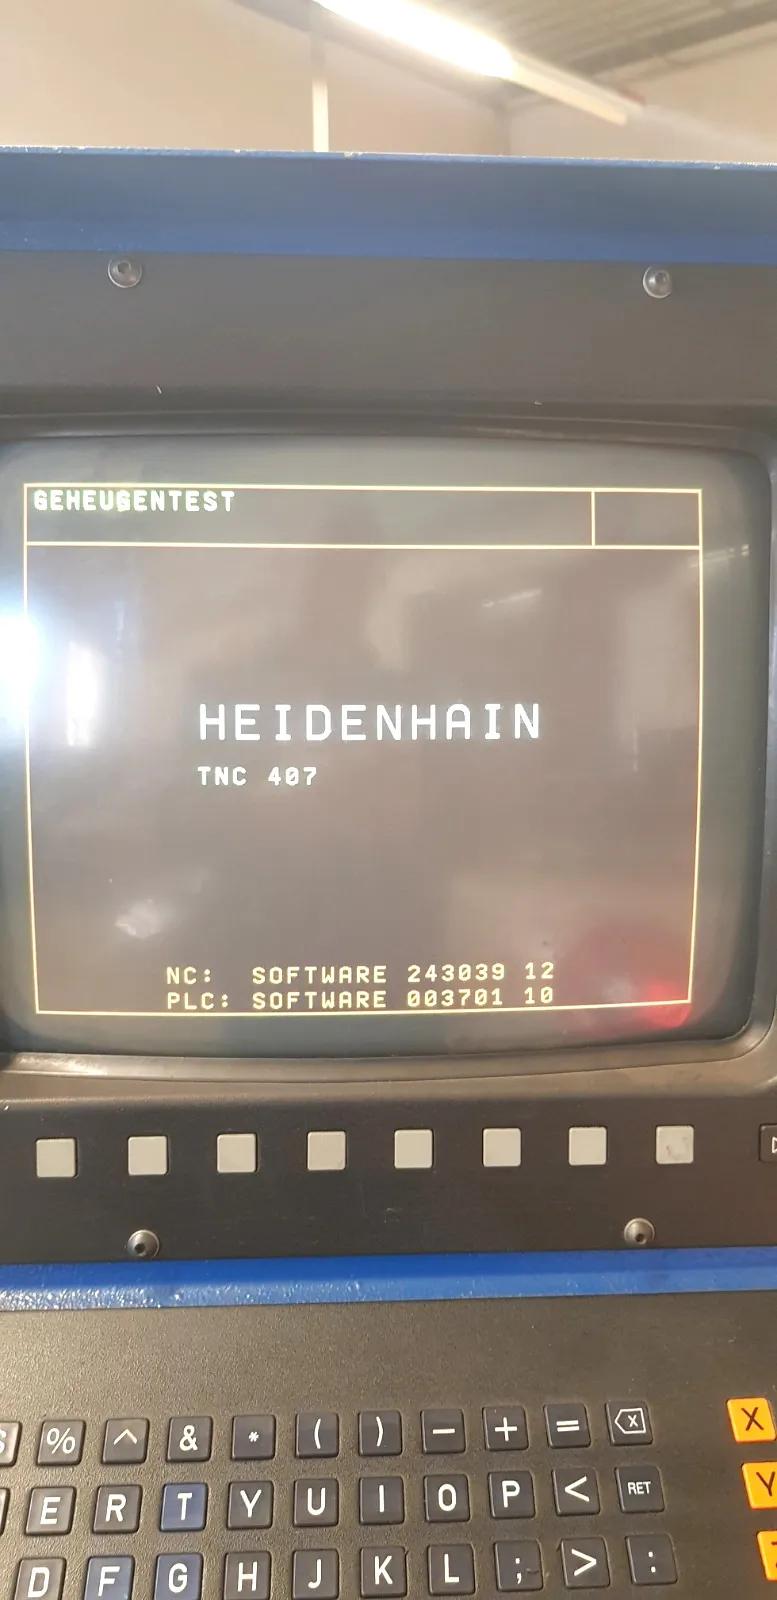 GEHEUGENTEST
HEIDENHAIN
TNC 407
NC: SOFTWARE 243039 12
PLC: SOFTWARE 003701 10
% ^ & * ( ) - + =
X
E R T Y U I O P < RET
Y
D F G H J K L ; > :